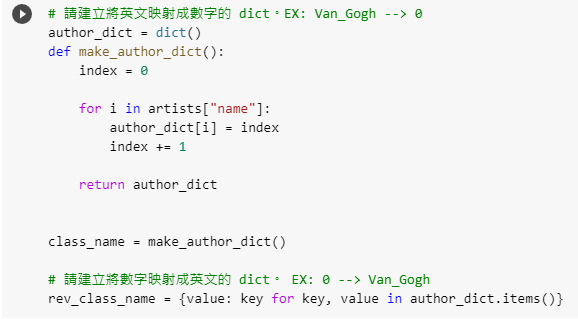 # 請建立將英文映射成數字的 dict。EX: Van_Gogh --> 0
author_dict = dict()
def make_author_dict():
    index = 0

    for i in artists["name"]:
        author_dict[i] = index
        index += 1

    return author_dict


class_name = make_author_dict()

# 請建立將數字映射成英文的 dict。 EX: 0 --> Van_Gogh
rev_class_name = {value: key for key, value in author_dict.items()}